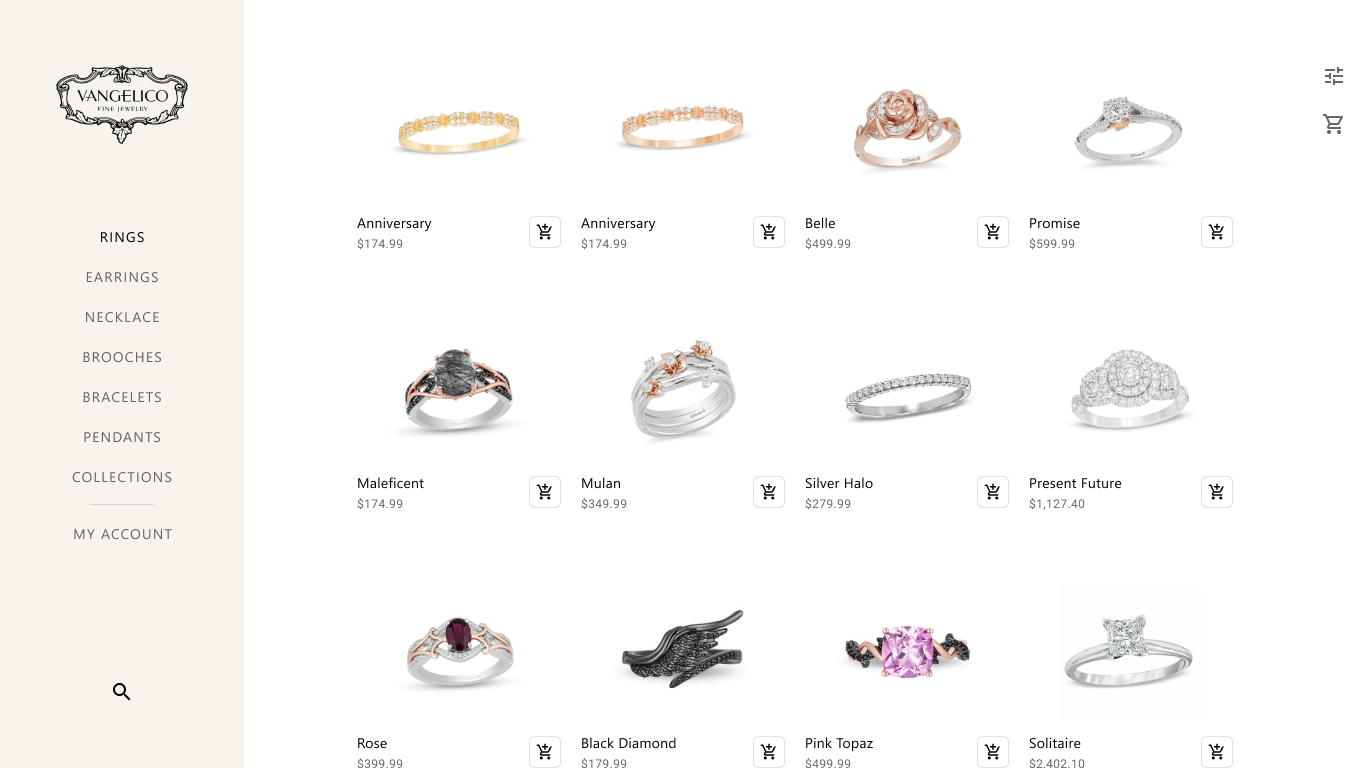 VANGELICO
FINE JEWELRY
RINGS
EARRINGS
NECKLACE
BROOCHES
BRACELETS
PENDANTS
COLLECTIONS
MY ACCOUNT
Anniversary
$174.99
Anniversary
$174.99
Belle
$499.99
Promise
$599.99
Maleficent
$174.99
Mulan
$349.99
Silver Halo
$279.99
Present Future
$1,127.40
Rose
$399.99
Black Diamond
$179.99
Pink Topaz
$499.99
Solitaire
$2,402.10